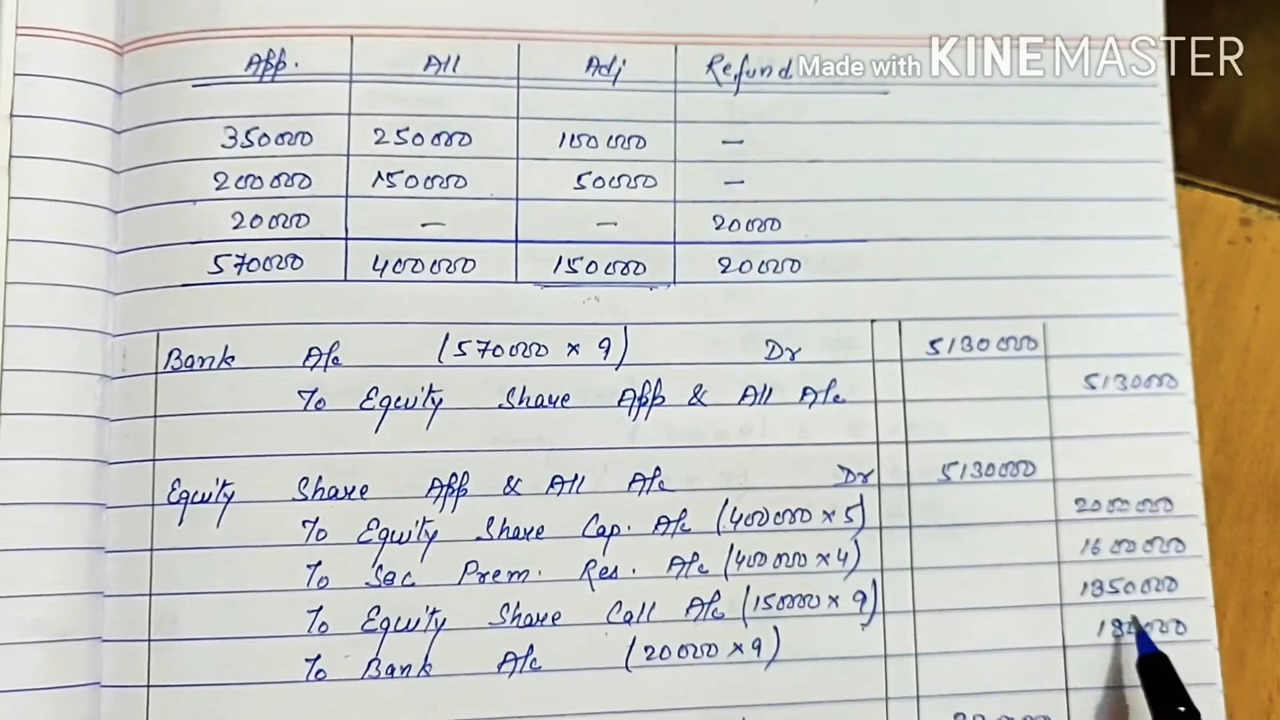 Made with KINEMASTER
App. All Adj Refund
350000 250000 100000 —
200000 150000 50000 —
20000 — — 20000
570000 400000 150000 20000
Bank A/c (570000 × 9) Dr 5130000
To Equity Share App & All A/c 5130000
Equity Share App & All A/c Dr 5130000
To Equity Share Cap. A/c (400000 × 5) 2000000
To Sec Prem. Res. A/c (400000 × 4) 1600000
To Equity Share Call A/c (150000 × 9) 1350000
To Bank A/c (20000 × 9) 180000